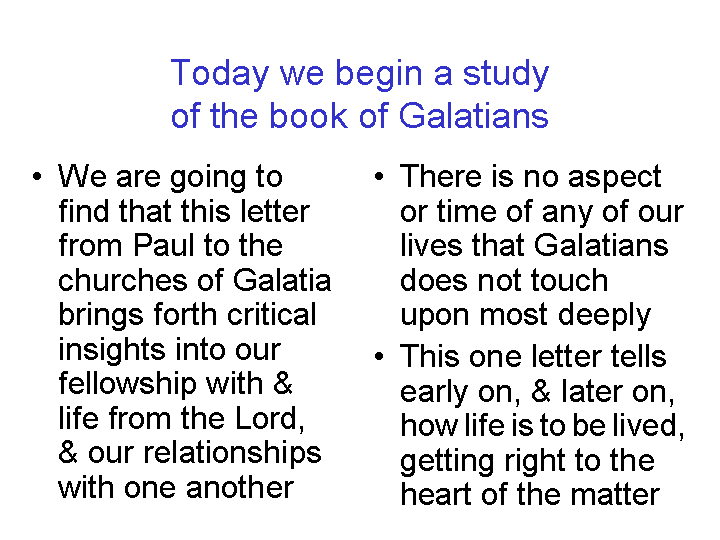 Today we begin a study
of the book of Galatians
• We are going to
find that this letter
from Paul to the
churches of Galatia
brings forth critical
insights into our
fellowship with &
life from the Lord,
& our relationships
with one another
• There is no aspect
or time of any of our
lives that Galatians
does not touch
upon most deeply
• This one letter tells
early on, & later on,
how life is to be lived,
getting right to the
heart of the matter